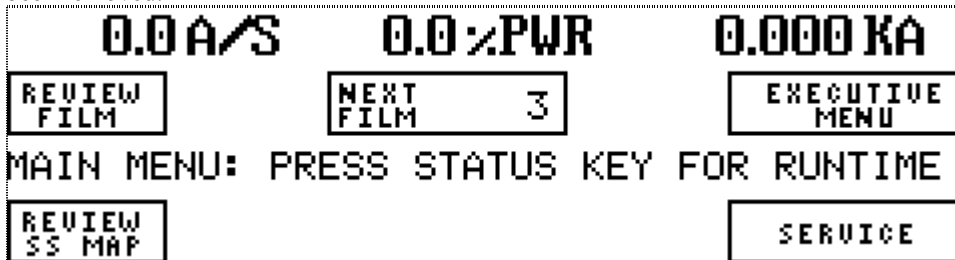 0.0 A/S 0.0 %PWR 0.000 KA
REVIEW FILM
NEXT FILM 3
EXECUTIVE MENU
MAIN MENU: PRESS STATUS KEY FOR RUNTIME
REVIEW SS MAP
SERVICE